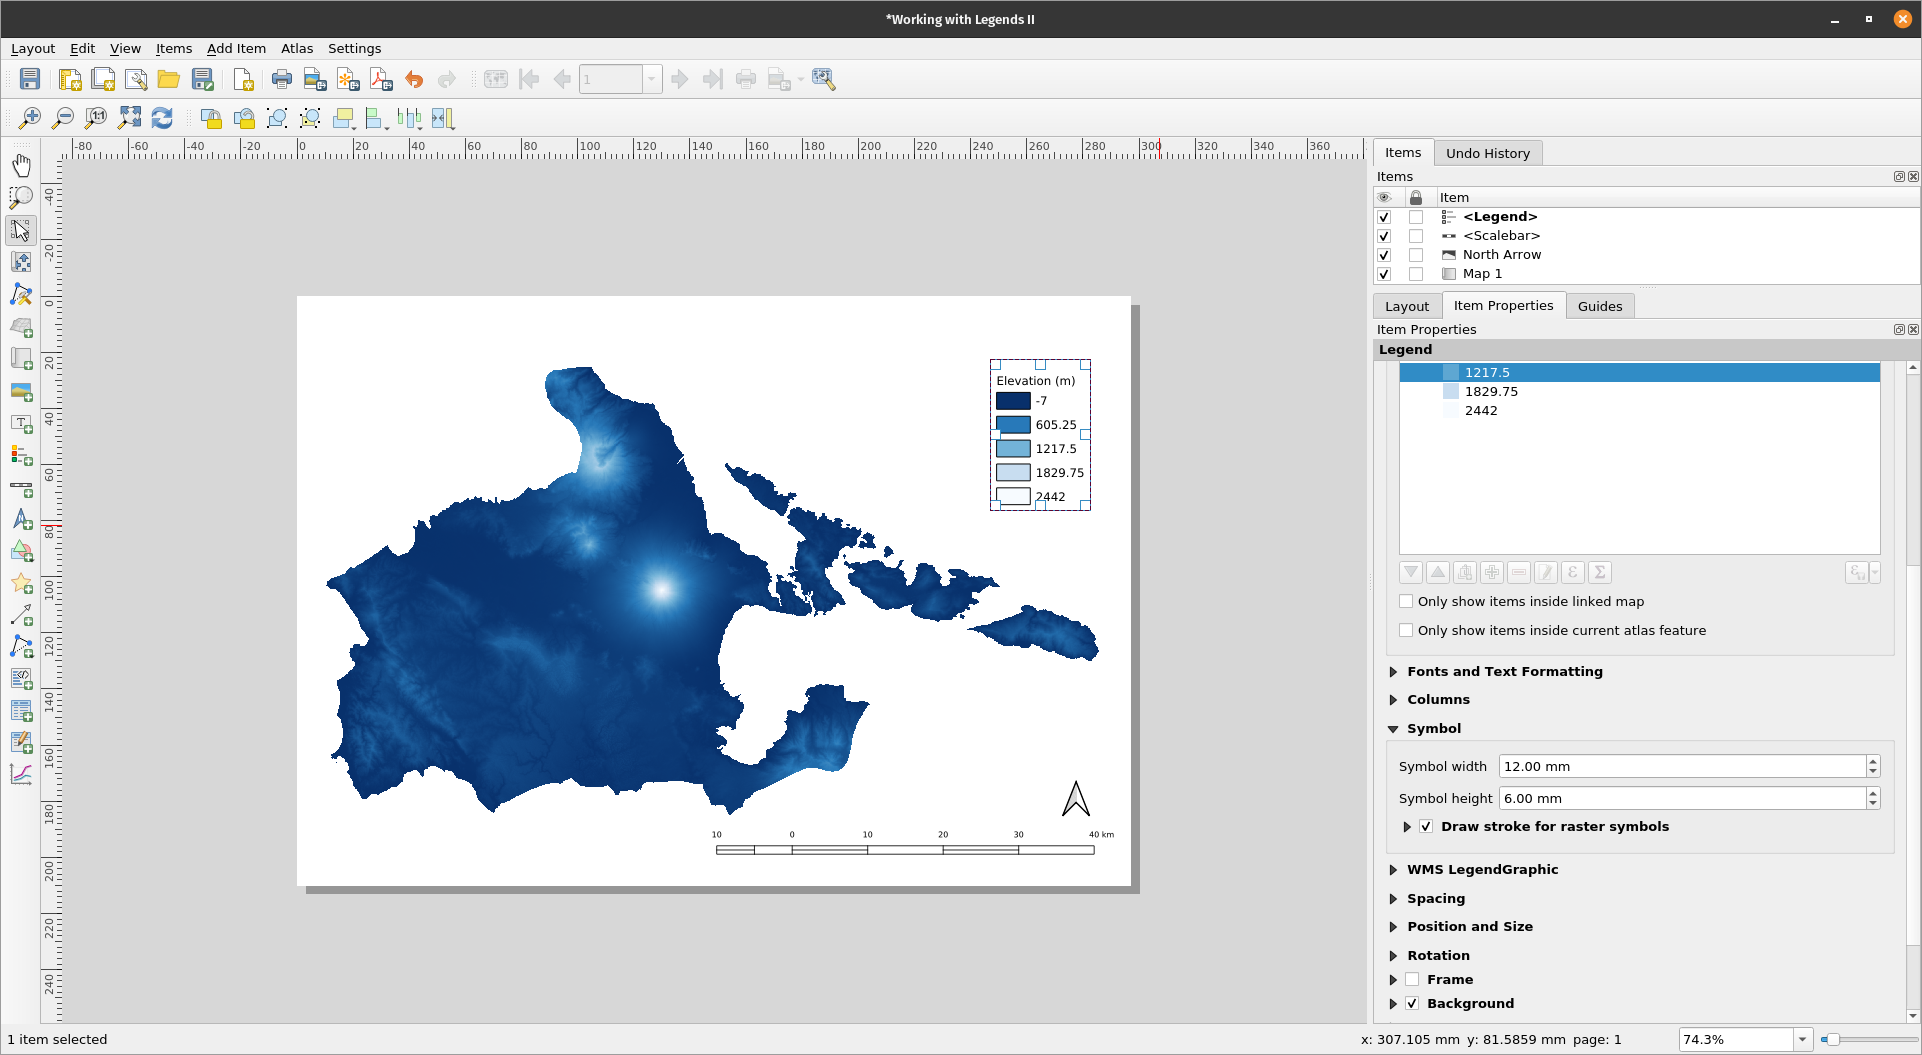 *Working with Legends II
Layout Edit View Items Add Item Atlas Settings
1
1:1
-80 -60 -40 -20 0 20 40 60 80 100 120 140 160 180 200 220 240 260 280 300 320 340 360
-40
-20
0
20
40
60
80
100
120
140
160
180
200
220
240
Elevation (m)
-7
605.25
1217.5
1829.75
2442
10 0 10 20 30 40 km
Items Undo History
Items
Item
<Legend>
<Scalebar>
North Arrow
Map 1
Layout Item Properties Guides
Item Properties
Legend
1217.5
1829.75
2442
Only show items inside linked map
Only show items inside current atlas feature
Fonts and Text Formatting
Columns
Symbol
Symbol width 12.00 mm
Symbol height 6.00 mm
Draw stroke for raster symbols
WMS LegendGraphic
Spacing
Position and Size
Rotation
Frame
Background
1 item selected
x: 307.105 mm y: 81.5859 mm page: 1
74.3%